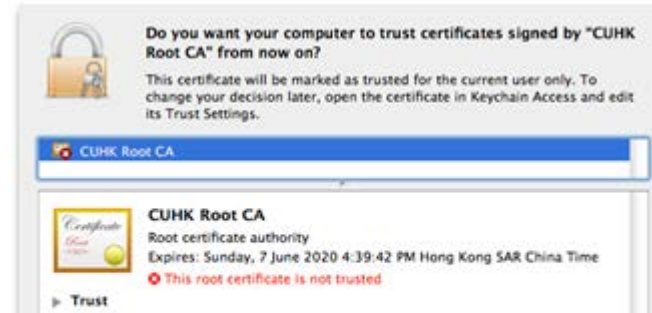 Do you want your computer to trust certificates signed by "CUHK
Root CA" from now on?
This certificate will be marked as trusted for the current user only. To
change your decision later, open the certificate in Keychain Access and edit
its Trust Settings.
CUHK Root CA
Certificate
Root
CUHK Root CA
Root certificate authority
Expires: Sunday, 7 June 2020 4:39:42 PM Hong Kong SAR China Time
This root certificate is not trusted
Trust